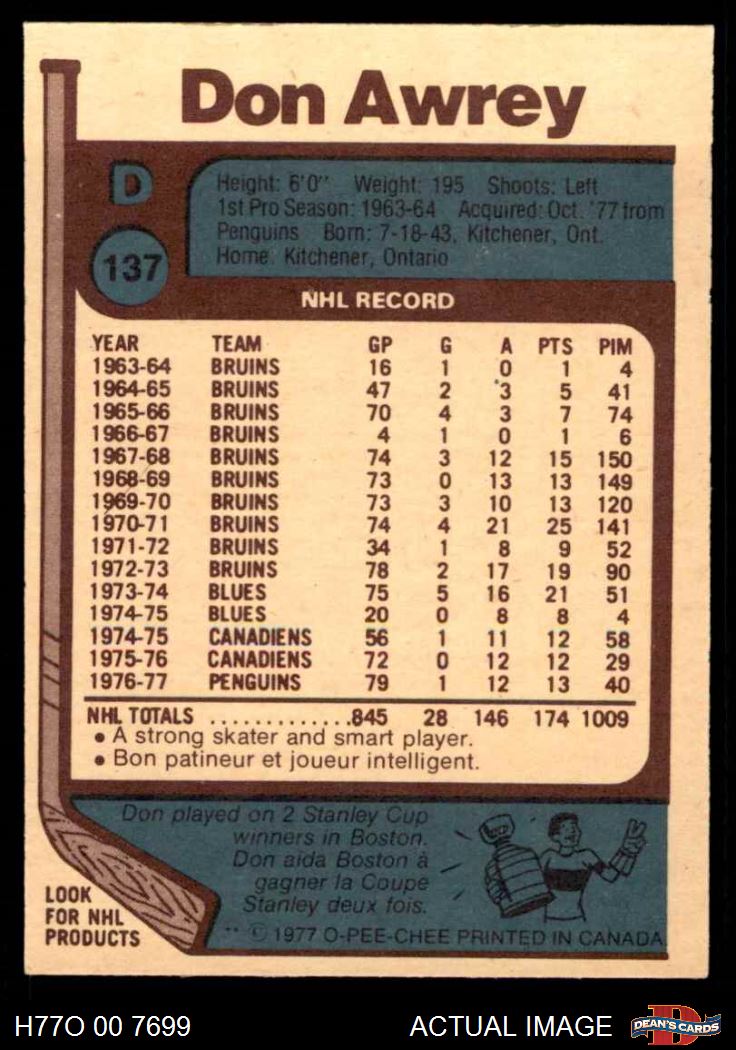 Don Awrey
D
Height: 6'0" Weight: 195 Shoots: Left
1st Pro Season: 1963-64 Acquired: Oct. '77 from
Penguins Born: 7-18-43, Kitchener, Ont.
Home: Kitchener, Ontario
137
NHL RECORD
YEAR TEAM GP G A PTS PIM
1963-64 BRUINS 16 1 0 1 4
1964-65 BRUINS 47 2 3 5 41
1965-66 BRUINS 70 4 3 7 74
1966-67 BRUINS 4 1 0 1 6
1967-68 BRUINS 74 3 12 15 150
1968-69 BRUINS 73 0 13 13 149
1969-70 BRUINS 73 3 10 13 120
1970-71 BRUINS 74 4 21 25 141
1971-72 BRUINS 34 1 8 9 52
1972-73 BRUINS 78 2 17 19 90
1973-74 BLUES 75 5 16 21 51
1974-75 BLUES 20 0 8 8 4
1974-75 CANADIENS 56 1 11 12 58
1975-76 CANADIENS 72 0 12 12 29
1976-77 PENGUINS 79 1 12 13 40
NHL TOTALS .............845 28 146 174 1009
• A strong skater and smart player.
• Bon patineur et joueur intelligent.
Don played on 2 Stanley Cup
winners in Boston.
Don aida Boston à
gagner la Coupe
Stanley deux fois.
LOOK
FOR NHL
PRODUCTS
** © 1977 O-PEE-CHEE PRINTED IN CANADA
H77O 00 7699 ACTUAL IMAGE
D
DEAN'S CARDS